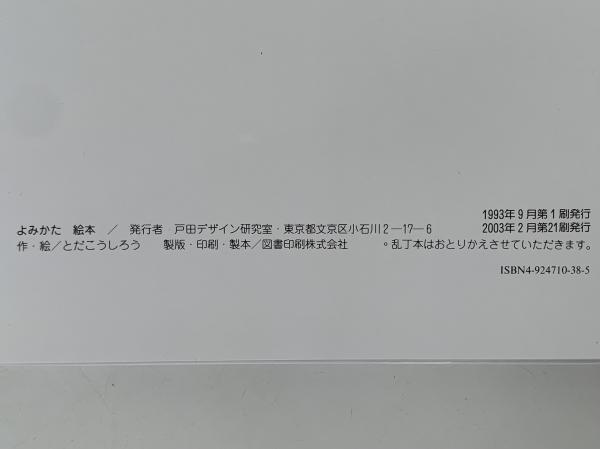 1993年9月第1刷発行
よみかた 絵本 / 発行者 戸田デザイン研究室・東京都文京区小石川2―17―6 2003年2月第21刷発行
作・絵/とだこうしろう 製版・印刷・製本/図書印刷株式会社 。乱丁本はおとりかえさせていただきます。
ISBN4-924710-38-5